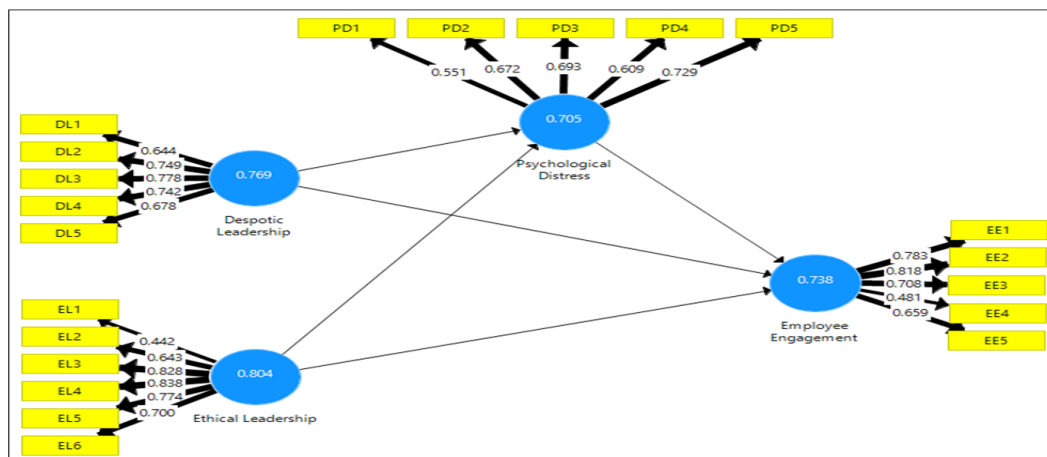 PD1
PD2
PD3
PD4
PD5
0.551
0.672
0.693
0.609
0.729
0.705
Psychological
Distress
DL1
DL2
DL3
DL4
DL5
0.644
0.749
0.778
0.742
0.678
0.769
Despotic
Leadership
EL1
EL2
EL3
EL4
EL5
EL6
0.442
0.643
0.828
0.838
0.774
0.700
0.804
Ethical Leadership
0.738
Employee
Engagement
0.783
0.818
0.708
0.481
0.659
EE1
EE2
EE3
EE4
EE5